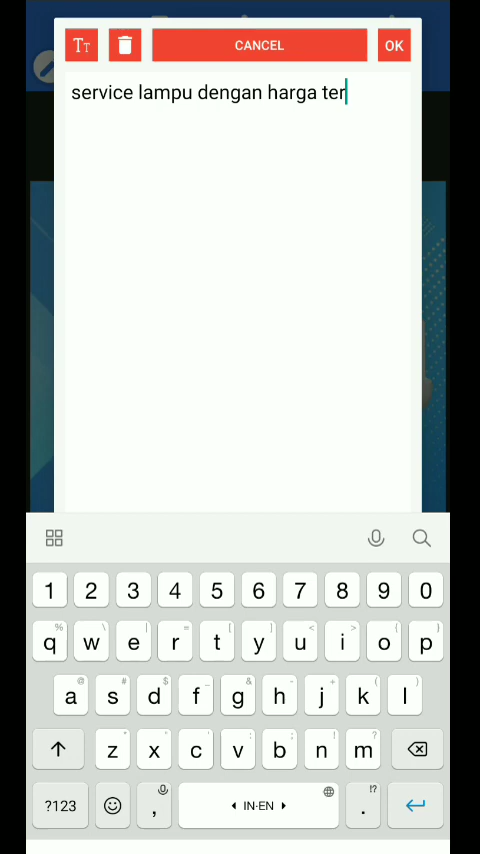 TT
CANCEL
OK
service lampu dengan harga ter
1 2 3 4 5 6 7 8 9 0
% \ | = [ ] < > { }
q w e r t y u i o p
@ # $ _ & - + ( )
a s d f g h j k l
* " ' : ; ! ?
z x c v b n m
?123 , IN·EN . !?